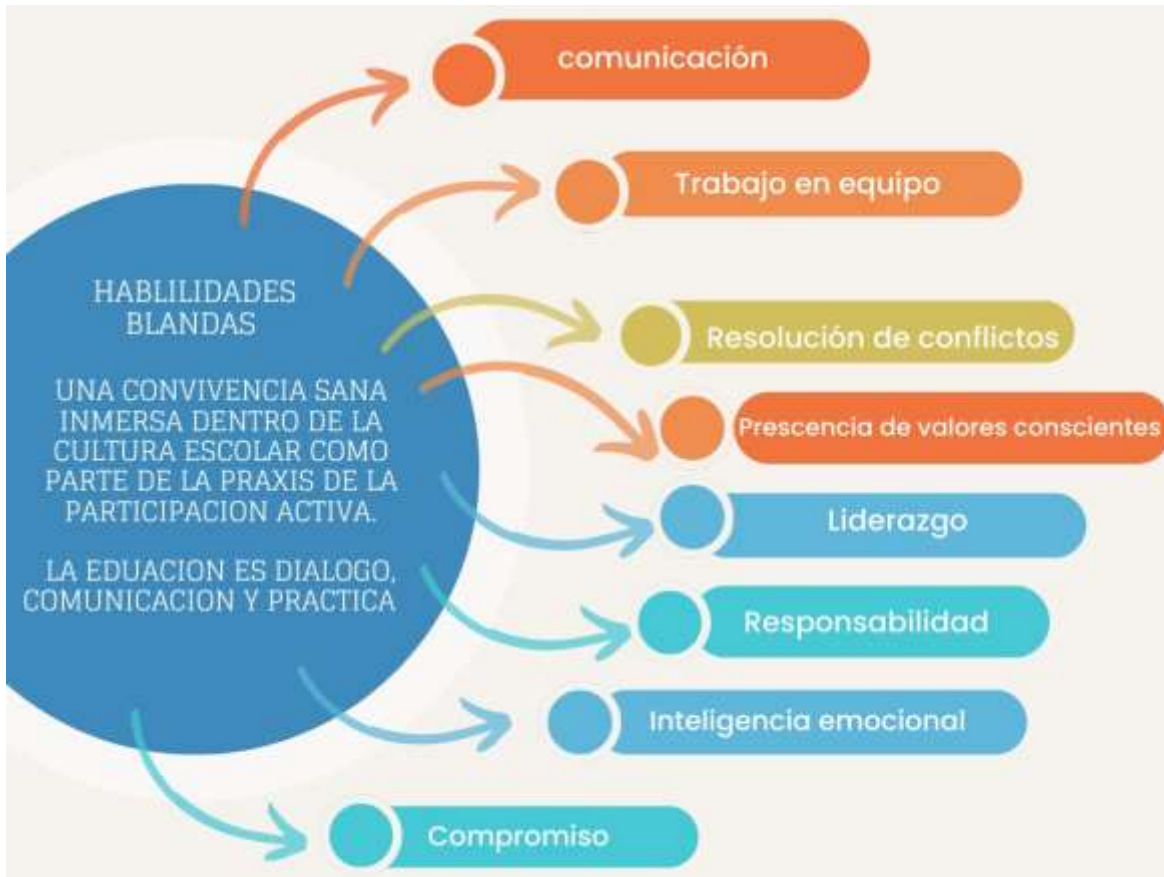 comunicación
Trabajo en equipo
Resolución de conflictos
Prescencia de valores conscientes
Liderazgo
Responsabilidad
Inteligencia emocional
Compromiso
HABLILIDADES
BLANDAS
UNA CONVIVENCIA SANA
INMERSA DENTRO DE LA
CULTURA ESCOLAR COMO
PARTE DE LA PRAXIS DE LA
PARTICIPACION ACTIVA.
LA EDUACION ES DIALOGO,
COMUNICACION Y PRACTICA